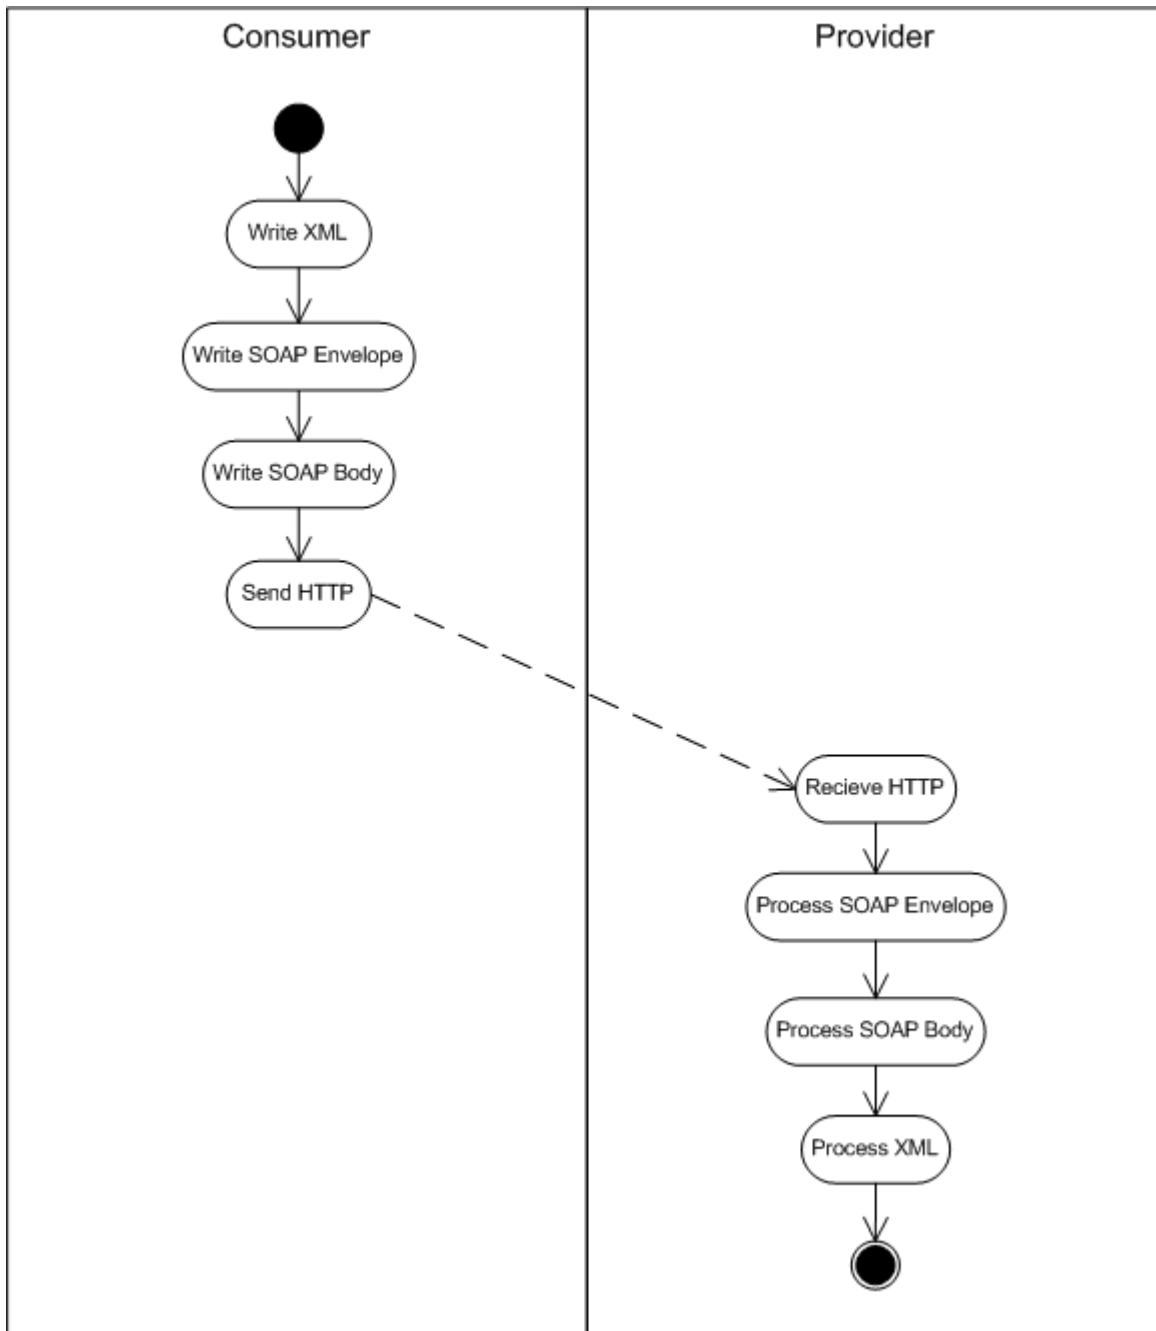 Consumer
Provider
Write XML
Write SOAP Envelope
Write SOAP Body
Send HTTP
Recieve HTTP
Process SOAP Envelope
Process SOAP Body
Process XML